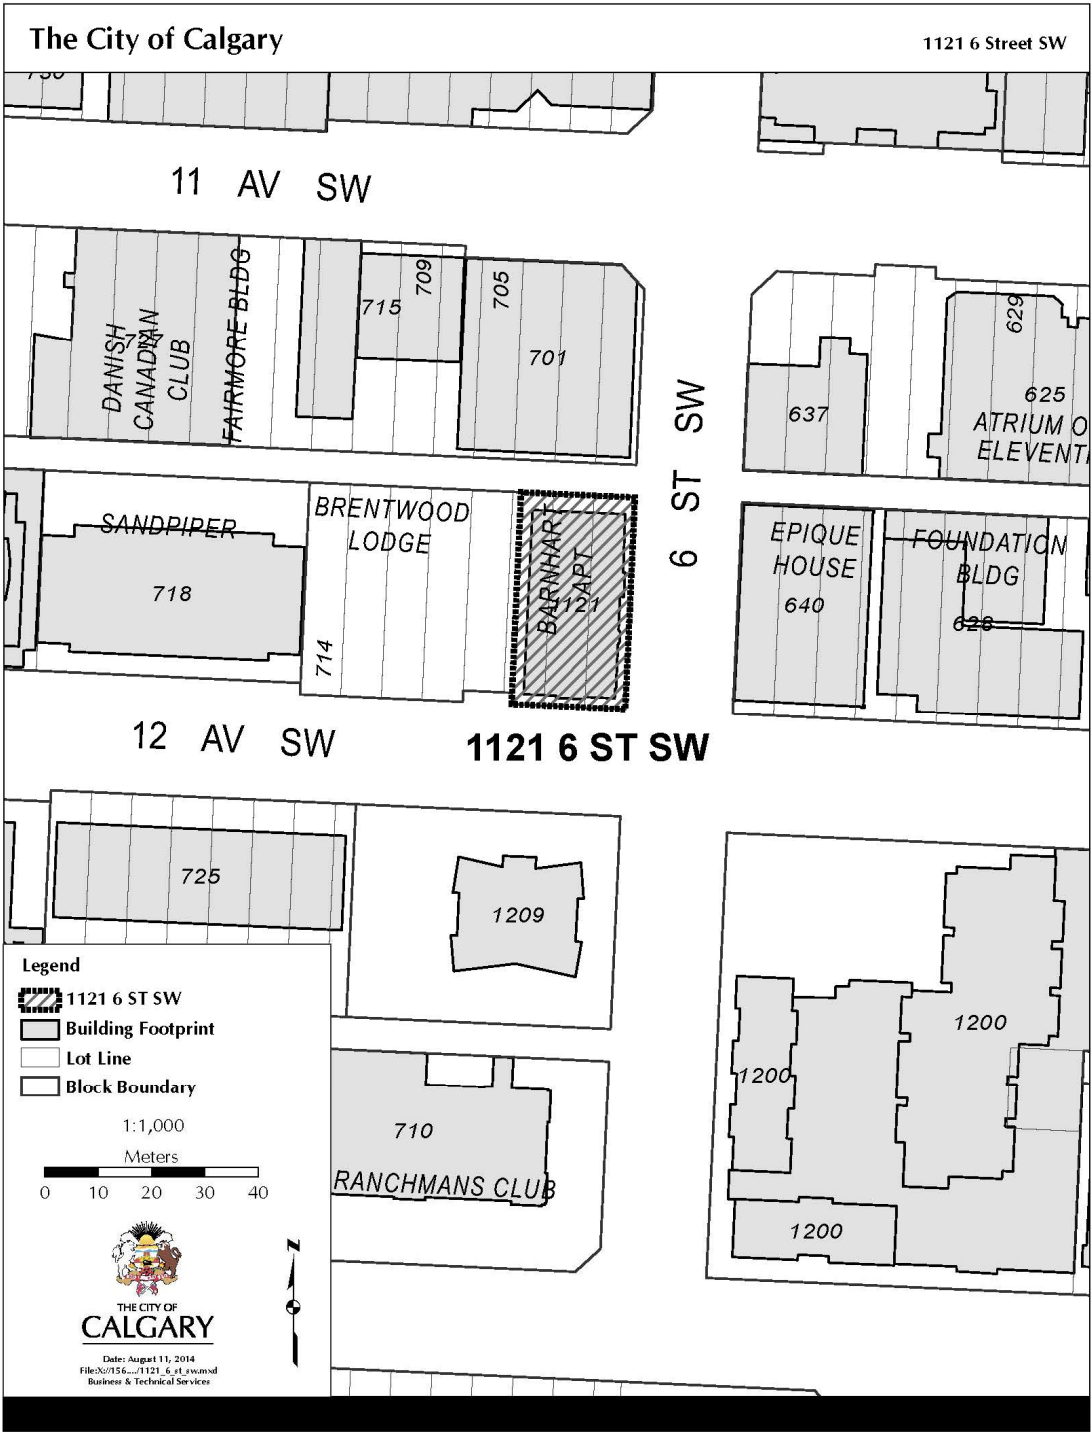 The City of Calgary
1121 6 Street SW
11 AV SW
DANISH
CANADIAN
CLUB
FAIRMORE BLDG
715
709
705
701
6 ST SW
637
629
625
ATRIUM O
ELEVENT
SANDPIPER
718
BRENTWOOD
LODGE
714
BARNHART
APT
1121
EPIQUE
HOUSE
640
FOUNDATION
BLDG
628
12 AV SW
1121 6 ST SW
725
1209
1200
1200
1200
710
RANCHMANS CLUB
Legend
1121 6 ST SW
Building Footprint
Lot Line
Block Boundary
1:1,000
Meters
0 10 20 30 40
N
THE CITY OF
CALGARY
Date: August 11, 2014
File:X://156..../1121_6_st_sw.mxd
Business & Technical Services